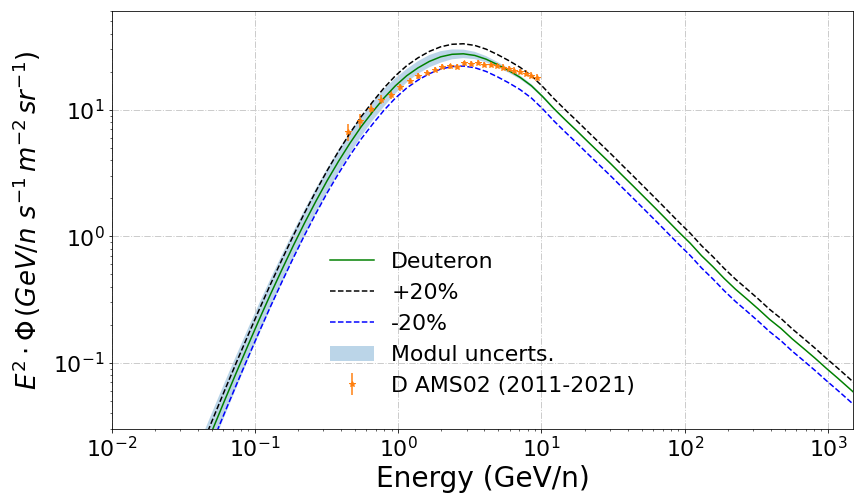 E² · Φ (GeV/n s⁻¹ m⁻² sr⁻¹)
10¹
10⁰
10⁻¹
Deuteron
+20%
-20%
Modul uncerts.
D AMS02 (2011-2021)
10⁻² 10⁻¹ 10⁰ 10¹ 10² 10³
Energy (GeV/n)